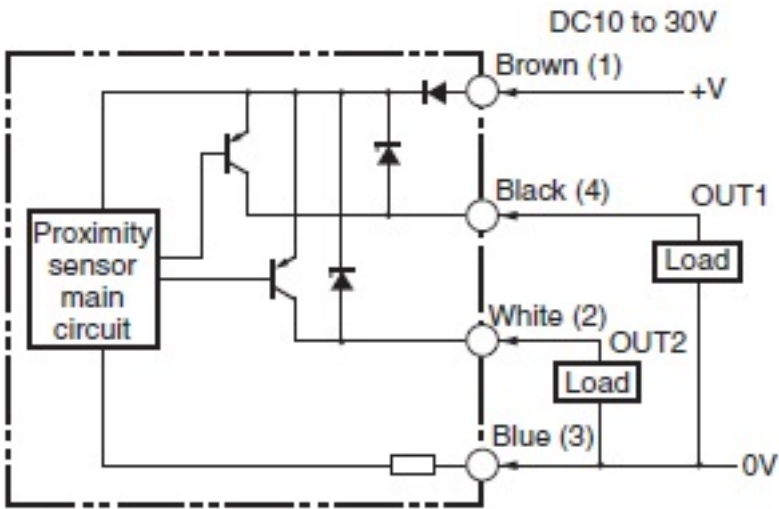 DC10 to 30V
Brown (1)
+V
Black (4)
OUT1
Load
Proximity
sensor
main
circuit
White (2)
OUT2
Load
Blue (3)
0V